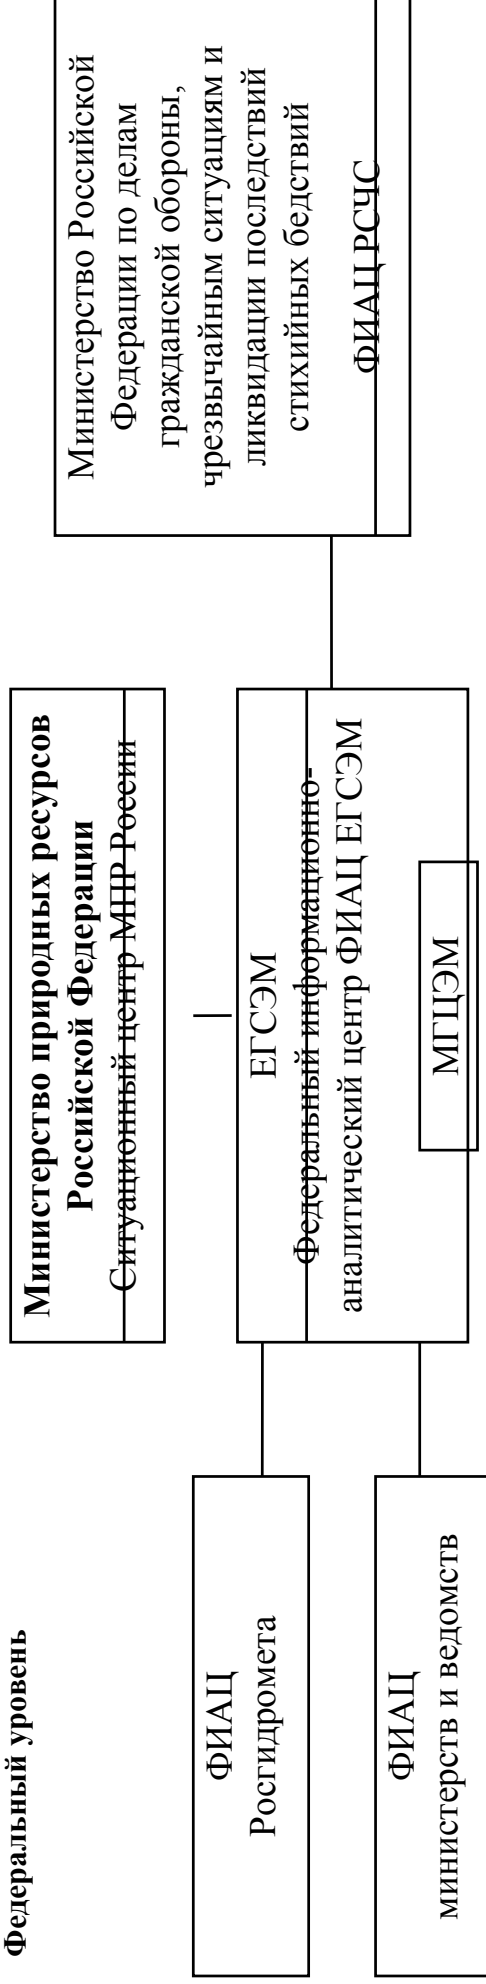 Федеральный уровень
ФИАЦ
Росгидромета
ФИАЦ
министерств и ведомств
Министерство природных ресурсов
Российской Федерации
Ситуационный центр МПР России
ЕГСЭМ
Федеральный информационно-
аналитический центр ФИАЦ ЕГСЭМ
МГЦЭМ
Министерство Российской
Федерации по делам
гражданской обороны,
чрезвычайным ситуациям и
ликвидации последствий
стихийных бедствий
ФИАЦ РСЧС